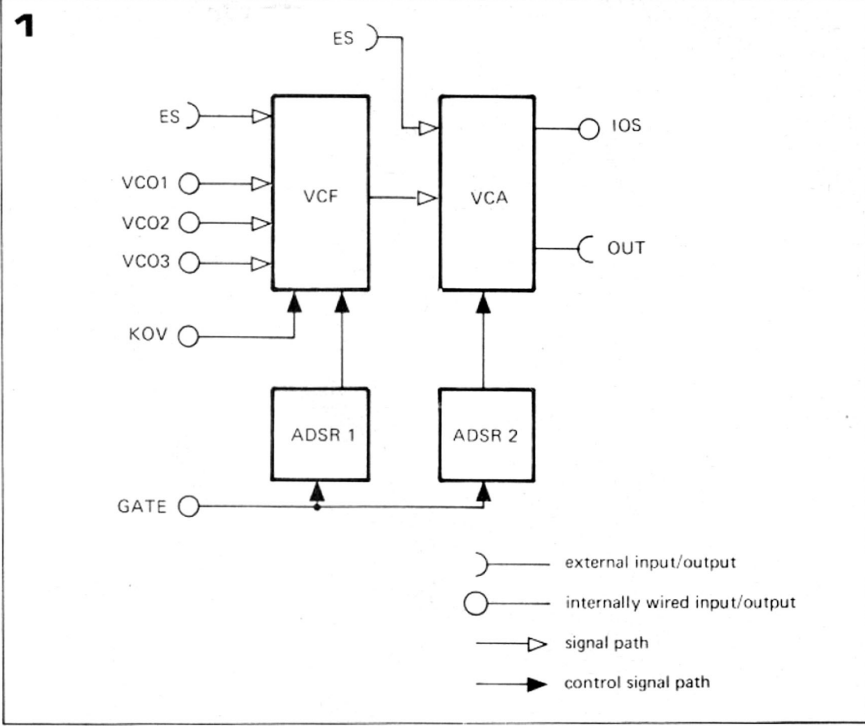 1
ES
ES
IOS
VCO1
VCF
VCA
VCO2
OUT
VCO3
KOV
ADSR 1
ADSR 2
GATE
external input/output
internally wired input/output
signal path
control signal path